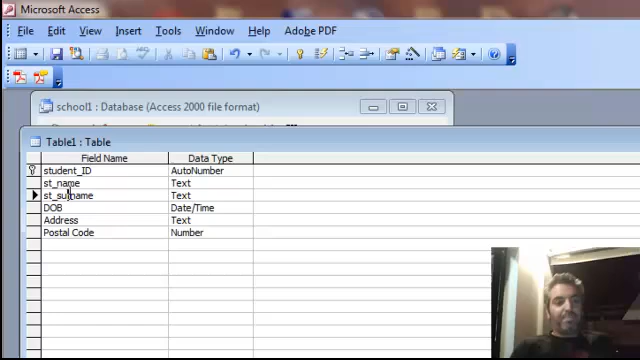 Microsoft Access
File Edit View Insert Tools Window Help Adobe PDF
school1 : Database (Access 2000 file format)
Table1 : Table
Field Name Data Type
student_ID AutoNumber
st_name Text
st_surname Text
DOB Date/Time
Address Text
Postal Code Number